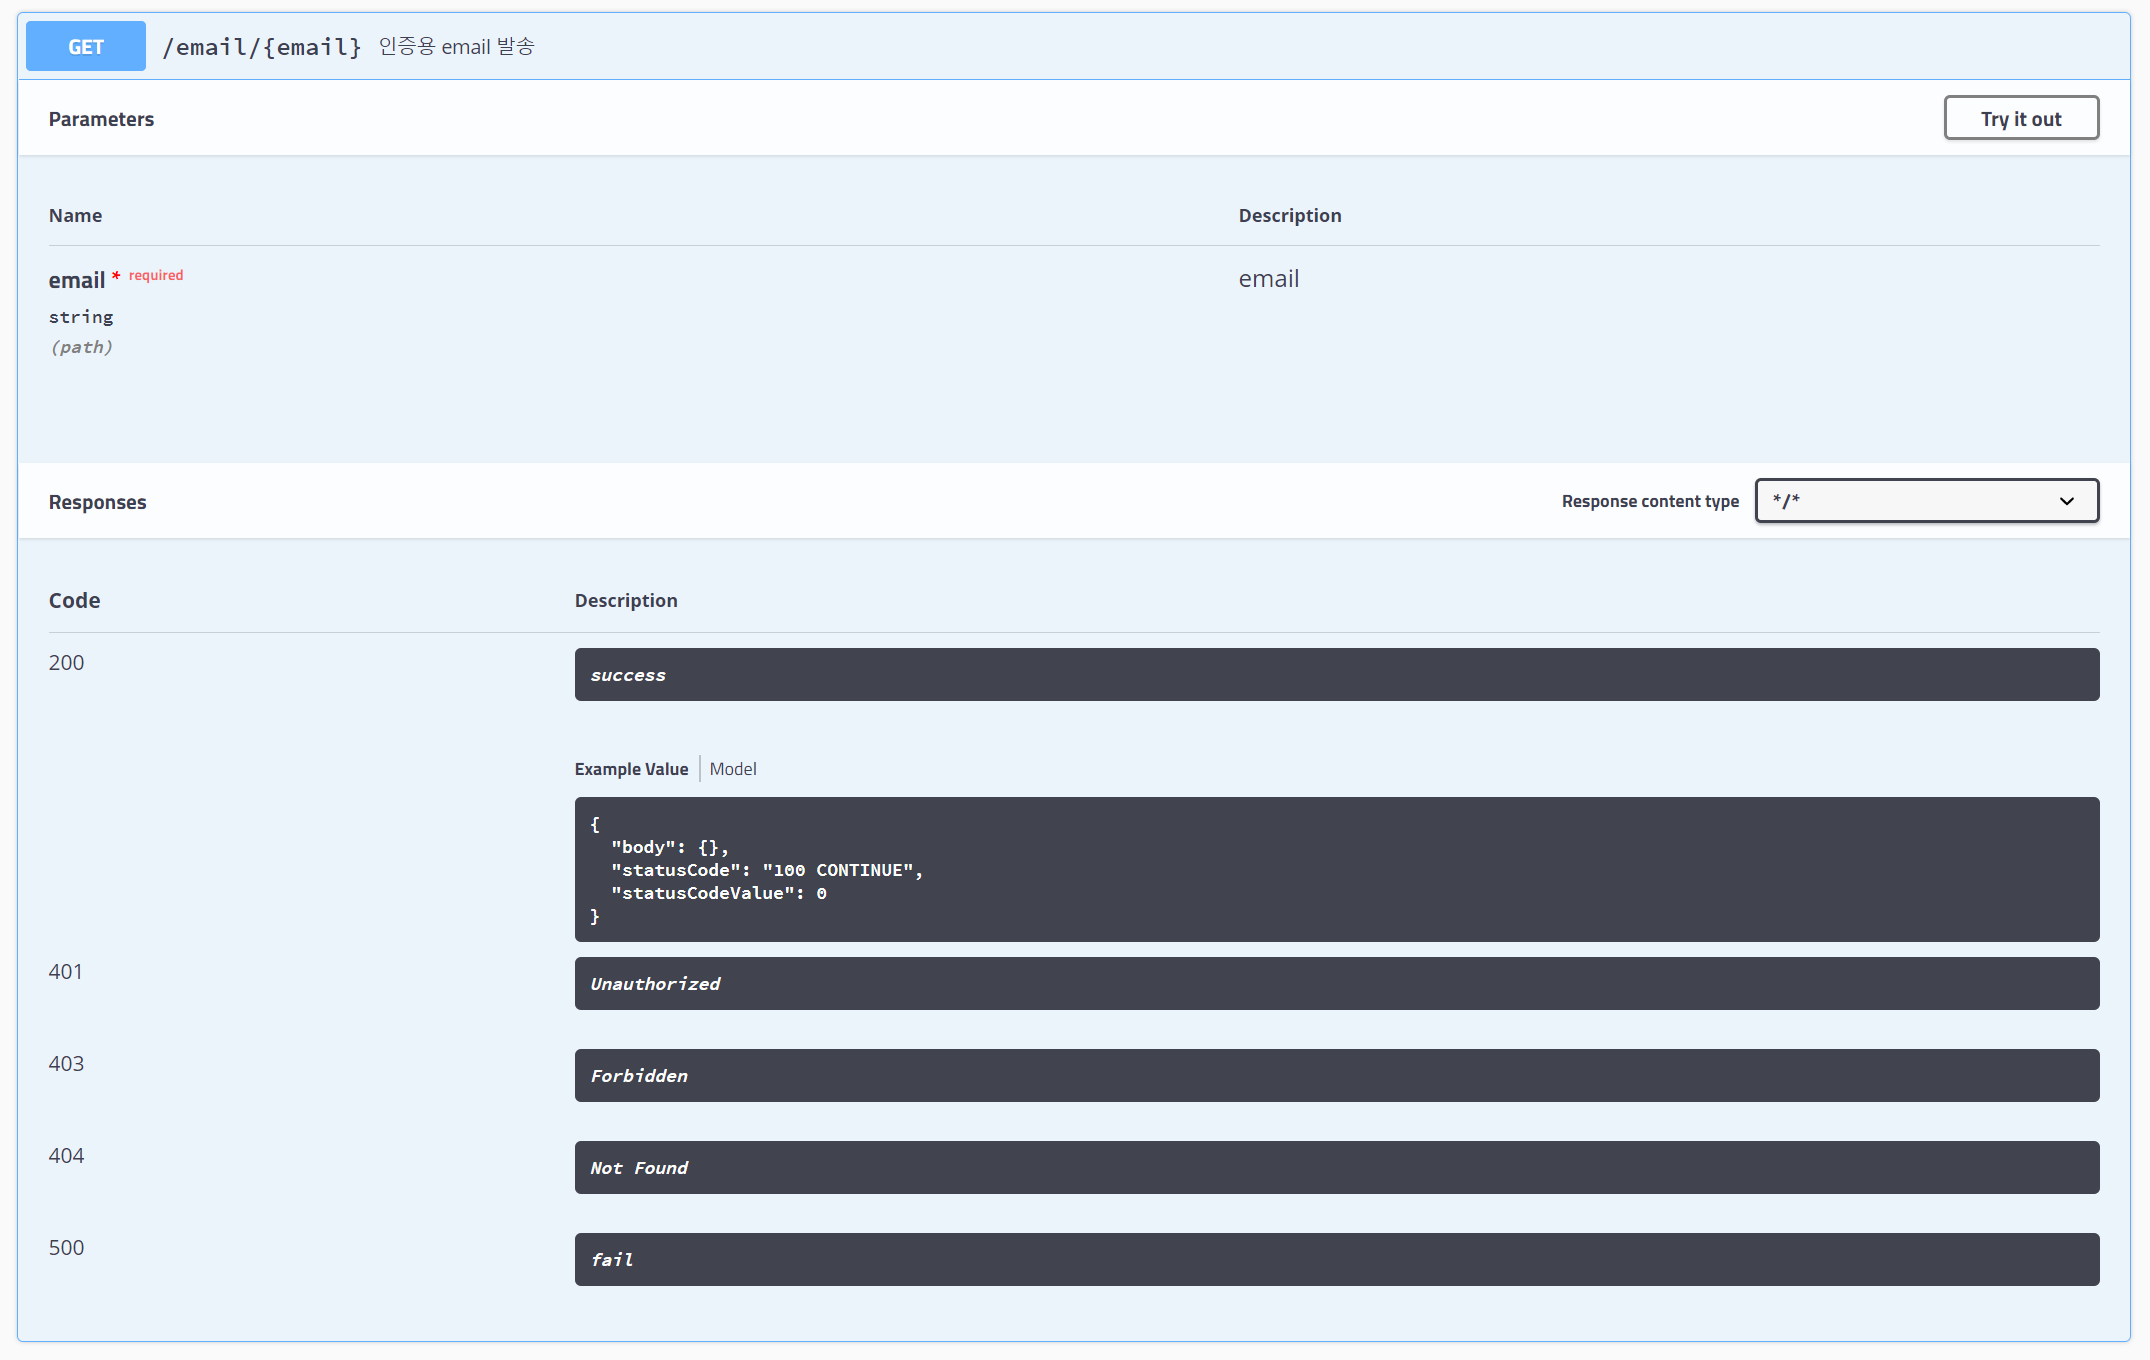 GET /email/{email} 인증용 email 발송
Parameters
Try it out
Name Description
email * required email
string
(path)
Responses Response content type */*
Code Description
200 success
Example Value Model
{
"body": {},
"statusCode": "100 CONTINUE",
"statusCodeValue": 0
}
401 Unauthorized
403 Forbidden
404 Not Found
500 fail